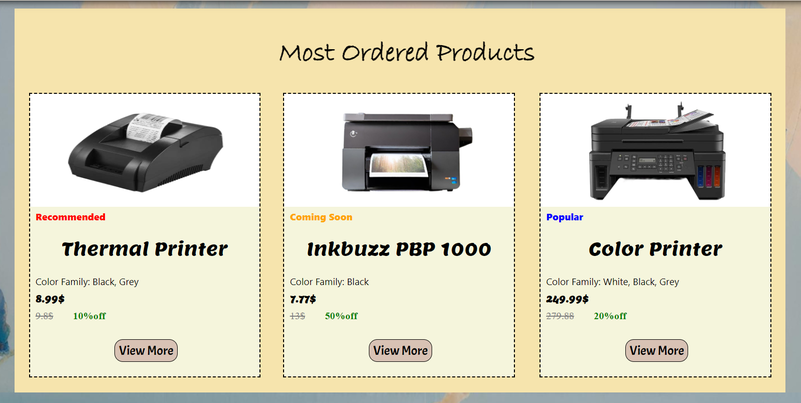 Most Ordered Products
Recommended
Thermal Printer
Color Family: Black, Grey
8.99$
9.8$ 10%off
View More
Coming Soon
Inkbuzz PBP 1000
Color Family: Black
7.77$
13$ 50%off
View More
Popular
Color Printer
Color Family: White, Black, Grey
249.99$
279.88 20%off
View More